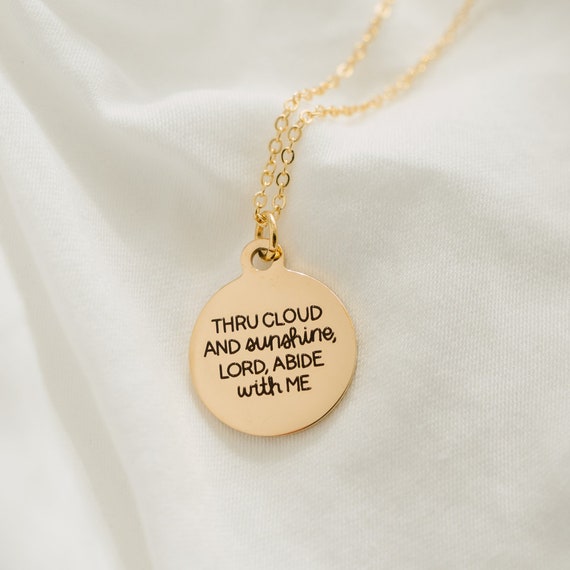 THRU CLOUD
AND sunshine,
LORD, ABIDE
with ME